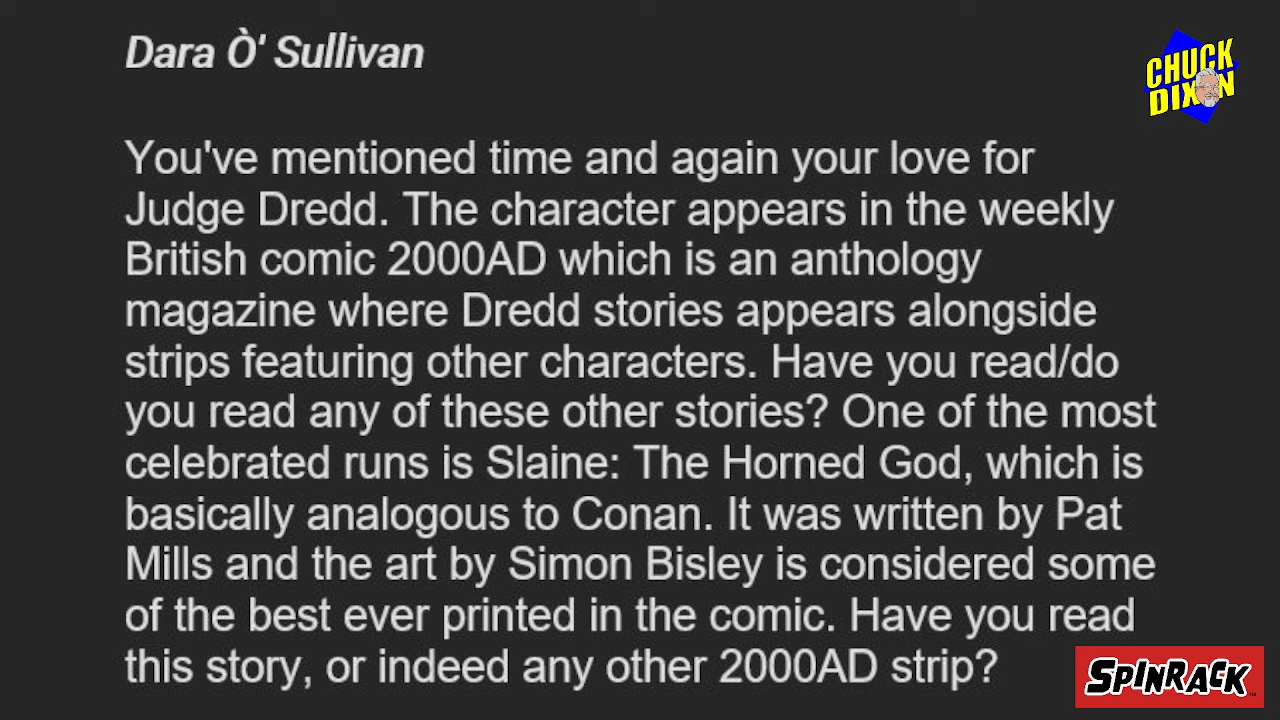 Dara Ò' Sullivan
CHUCK
DIXON
You've mentioned time and again your love for
Judge Dredd. The character appears in the weekly
British comic 2000AD which is an anthology
magazine where Dredd stories appears alongside
strips featuring other characters. Have you read/do
you read any of these other stories? One of the most
celebrated runs is Slaine: The Horned God, which is
basically analogous to Conan. It was written by Pat
Mills and the art by Simon Bisley is considered some
of the best ever printed in the comic. Have you read
this story, or indeed any other 2000AD strip?
SPINRACK™